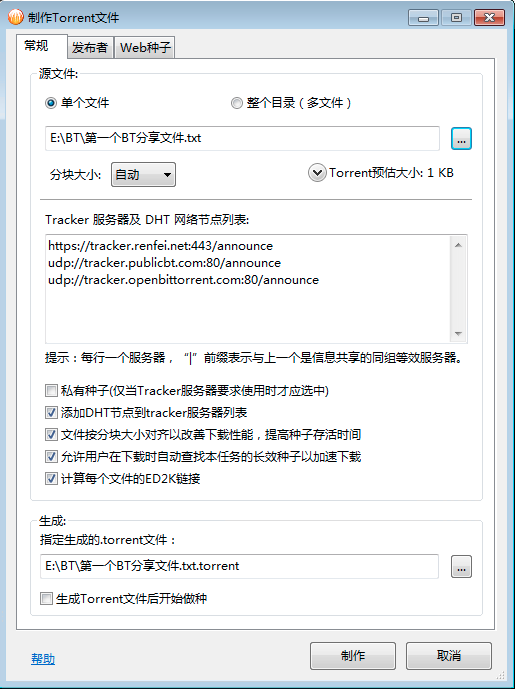 制作Torrent文件
常规 发布者 Web种子
源文件:
单个文件 整个目录（多文件）
E:\BT\第一个BT分享文件.txt ...
分块大小: 自动 Torrent预估大小: 1 KB
Tracker 服务器及 DHT 网络节点列表:
https://tracker.renfei.net:443/announce
udp://tracker.publicbt.com:80/announce
udp://tracker.openbittorrent.com:80/announce
提示：每行一个服务器，“|”前缀表示与上一个是信息共享的同组等效服务器。
私有种子(仅当Tracker服务器要求使用时才应选中)
添加DHT节点到tracker服务器列表
文件按分块大小对齐以改善下载性能，提高种子存活时间
允许用户在下载时自动查找本任务的长效种子以加速下载
计算每个文件的ED2K链接
生成:
指定生成的.torrent文件：
E:\BT\第一个BT分享文件.txt.torrent ...
生成Torrent文件后开始做种
帮助 制作 取消